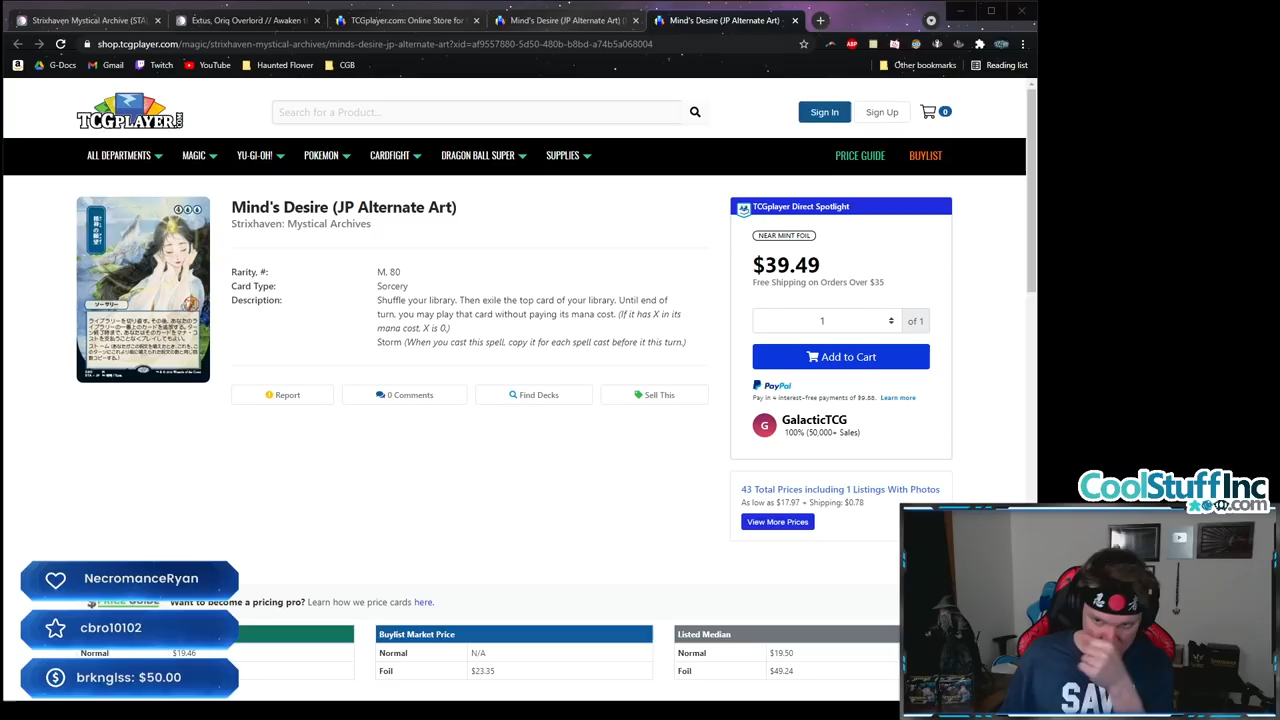 Strixhaven Mystical Archive (STA)
Extus, Oriq Overlord // Awaken t
TCGplayer.com: Online Store for
Mind's Desire (JP Alternate Art)
Mind's Desire (JP Alternate Art) -
shop.tcgplayer.com/magic/strixhaven-mystical-archives/minds-desire-jp-alternate-art?xid=af9557880-5d50-480b-b8bd-a74b5a068004
G-Docs
Gmail
Twitch
YouTube
Haunted Flower
CGB
Other bookmarks
Reading list
TCGPLAYER.COM
Search for a Product...
Sign In
Sign Up
0
ALL DEPARTMENTS
MAGIC
YU-GI-OH!
POKEMON
CARDFIGHT
DRAGON BALL SUPER
SUPPLIES
PRICE GUIDE
BUYLIST
Mind's Desire (JP Alternate Art)
Strixhaven: Mystical Archives
Rarity, #:
M, 80
Card Type:
Sorcery
Description:
Shuffle your library. Then exile the top card of your library. Until end of
turn, you may play that card without paying its mana cost. (If it has X in its
mana cost, X is 0.)
Storm (When you cast this spell, copy it for each spell cast before it this turn.)
Report
0 Comments
Find Decks
Sell This
ソーサリー
TCGplayer Direct Spotlight
NEAR MINT FOIL
$39.49
Free Shipping on Orders Over $35
1
of 1
Add to Cart
PayPal
Pay in 4 interest-free payments of $9.88. Learn more
G
GalacticTCG
100% (50,000+ Sales)
43 Total Prices including 1 Listings With Photos
As low as $17.97 + Shipping: $0.78
View More Prices
CoolStuffInc
.com
NecromanceRyan
PRICE GUIDE
Want to become a pricing pro? Learn how we price cards here.
cbro10102
Normal
$19.46
brknglss: $50.00
Buylist Market Price
Normal
N/A
Foil
$23.35
Listed Median
Normal
$19.50
Foil
$49.24
忍
者
SAV